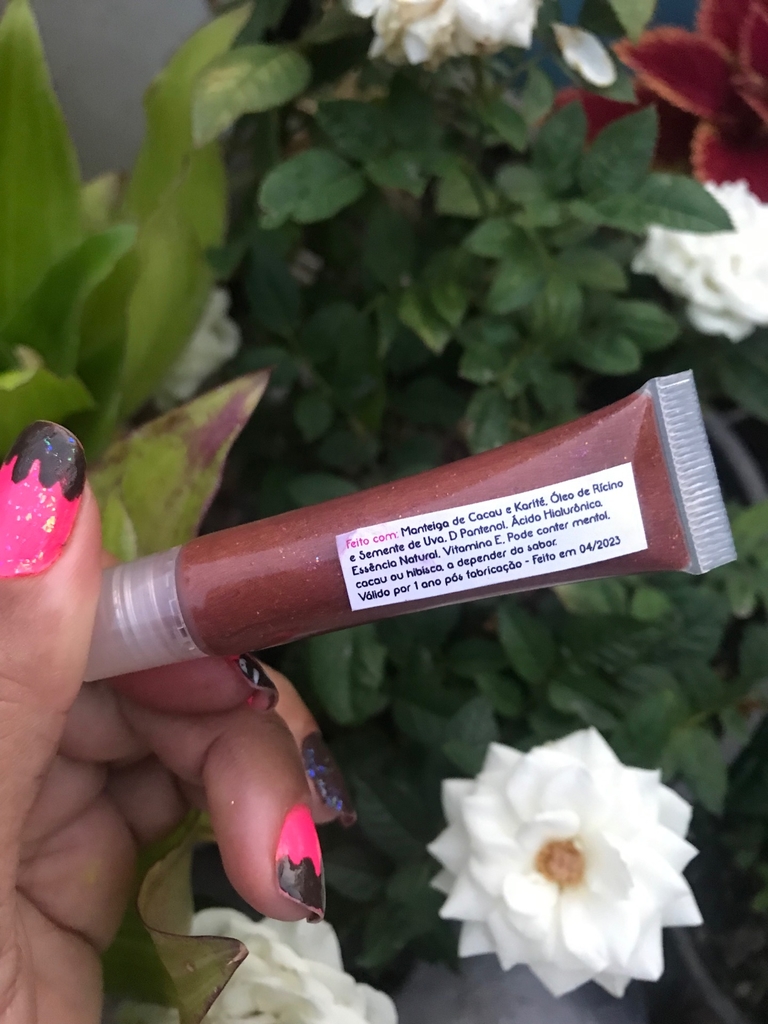 Feito com: Manteiga de Cacau e Karité, Óleo de Rícino
e Semente de Uva, D Pantenol, Ácido Hialurônico,
Essência Natural, Vitamina E, Pode conter mentol,
cacau ou hibisco, a depender do sabor.
Válido por 1 ano pós fabricação - Feito em 04/2023